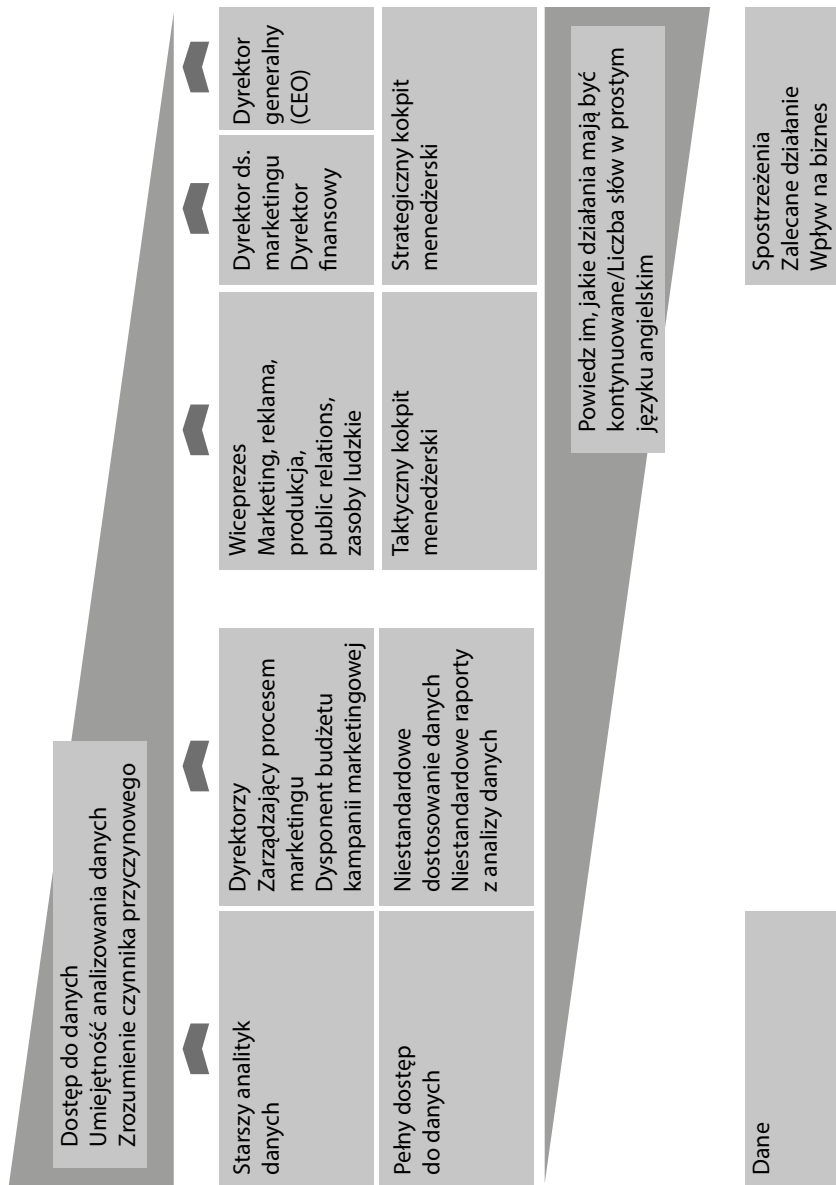 Dostęp do danych
Umiejętność analizowania danych
Zrozumienie czynnika przyczynowego
Starszy analityk
danych
Dyrektorzy
Zarządzający procesem
marketingu
Dysponent budżetu
kampanii marketingowej
Wiceprezes
Marketing, reklama,
produkcja,
public relations,
zasoby ludzkie
Dyrektor ds.
marketingu
Dyrektor
finansowy
Dyrektor
generalny
(CEO)
Pełny dostęp
do danych
Niestandardowe
dostosowanie danych
Niestandardowe raporty
z analizy danych
Taktyczny kokpit
menedżerski
Strategiczny kokpit
menedżerski
Powiedz im, jakie działania mają być
kontynuowane/Liczba słów w prostym
języku angielskim
Dane
Spostrzeżenia
Zalecane działanie
Wpływ na biznes